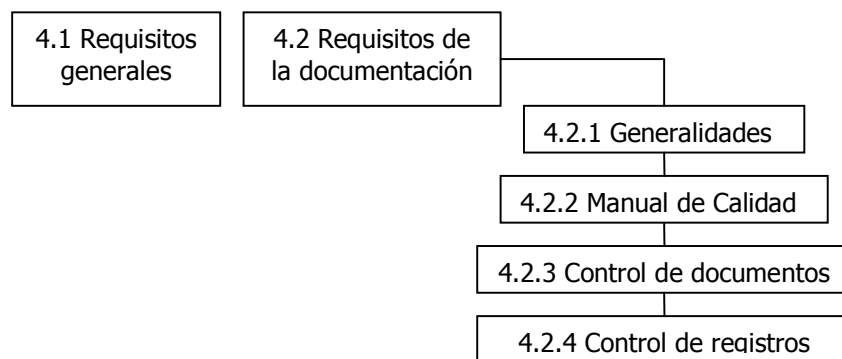 4.1 Requisitos
generales
4.2 Requisitos de
la documentación
4.2.1 Generalidades
4.2.2 Manual de Calidad
4.2.3 Control de documentos
4.2.4 Control de registros